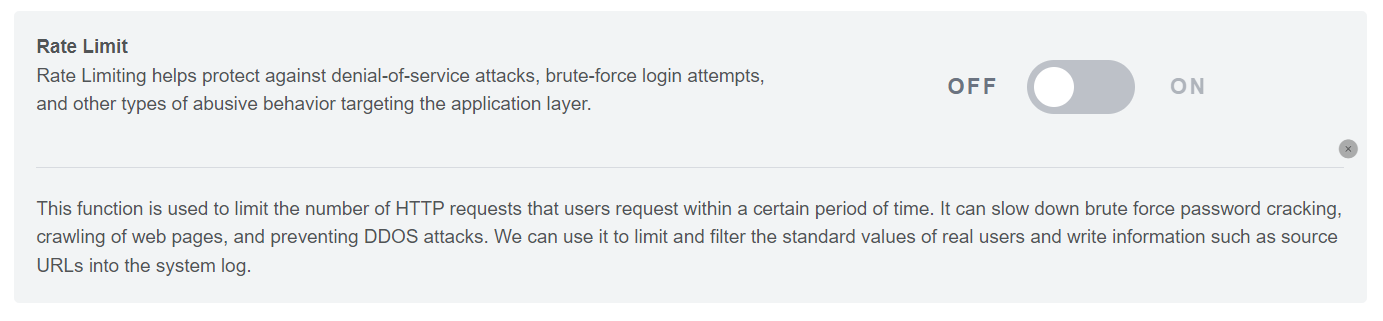 Rate Limit
Rate Limiting helps protect against denial-of-service attacks, brute-force login attempts,
and other types of abusive behavior targeting the application layer.
OFF ON
This function is used to limit the number of HTTP requests that users request within a certain period of time. It can slow down brute force password cracking,
crawling of web pages, and preventing DDOS attacks. We can use it to limit and filter the standard values of real users and write information such as source
URLs into the system log.